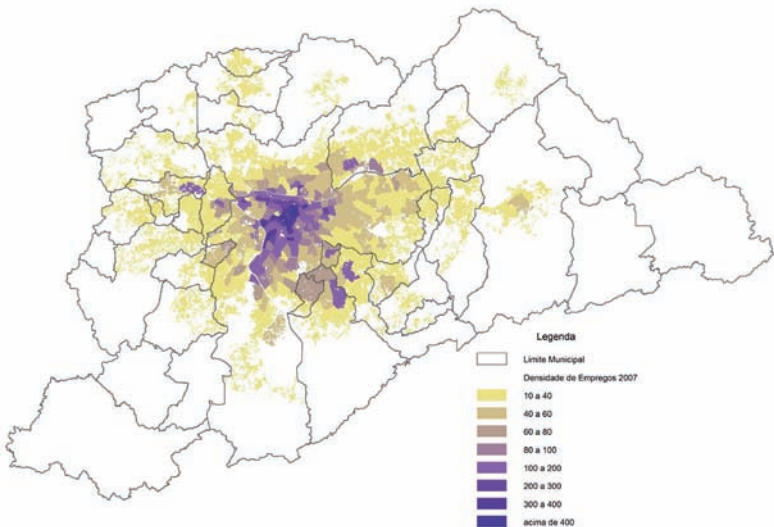 Legenda
Limite Municipal
Densidade de Empregos 2007
10 a 40
40 a 60
60 a 80
80 a 100
100 a 200
200 a 300
300 a 400
acima de 400